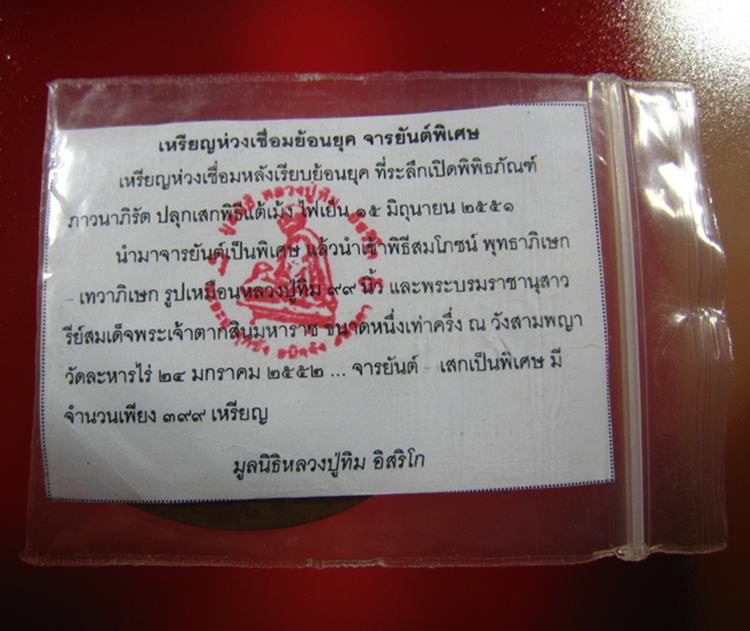 เหรียญห่วงเชื่อมย้อนยุค จารยันต์พิเศษ
เหรียญห่วงเชื่อมหลังเรียบย้อนยุค ที่ระลึกเปิดพิพิธภัณฑ์
ภาวนาภิรัต ปลุกเสกพิธีแต้เม้ง ไฟเย็น ๑๕ มิถุนายน ๒๕๕๑
นำมาจารยันต์เป็นพิเศษ แล้วนำเข้าพิธีสมโภชน์ พุทธาภิเษก
- เทวาภิเษก รูปเหมือนหลวงปู่ทิม ๙๙ นิ้ว และพระบรมราชานุสาว
รีย์สมเด็จพระเจ้าตากสินมหาราช ขนาดหนึ่งเท่าครึ่ง ณ วังสามพญา
วัดละหารไร่ ๒๔ มกราคม ๒๕๕๒ ... จารยันต์ เสกเป็นพิเศษ มี
จำนวนเพียง ๓๙๙ เหรียญ
มูลนิธิหลวงปู่ทิม อิสริโก
หลวงปู่ทิม